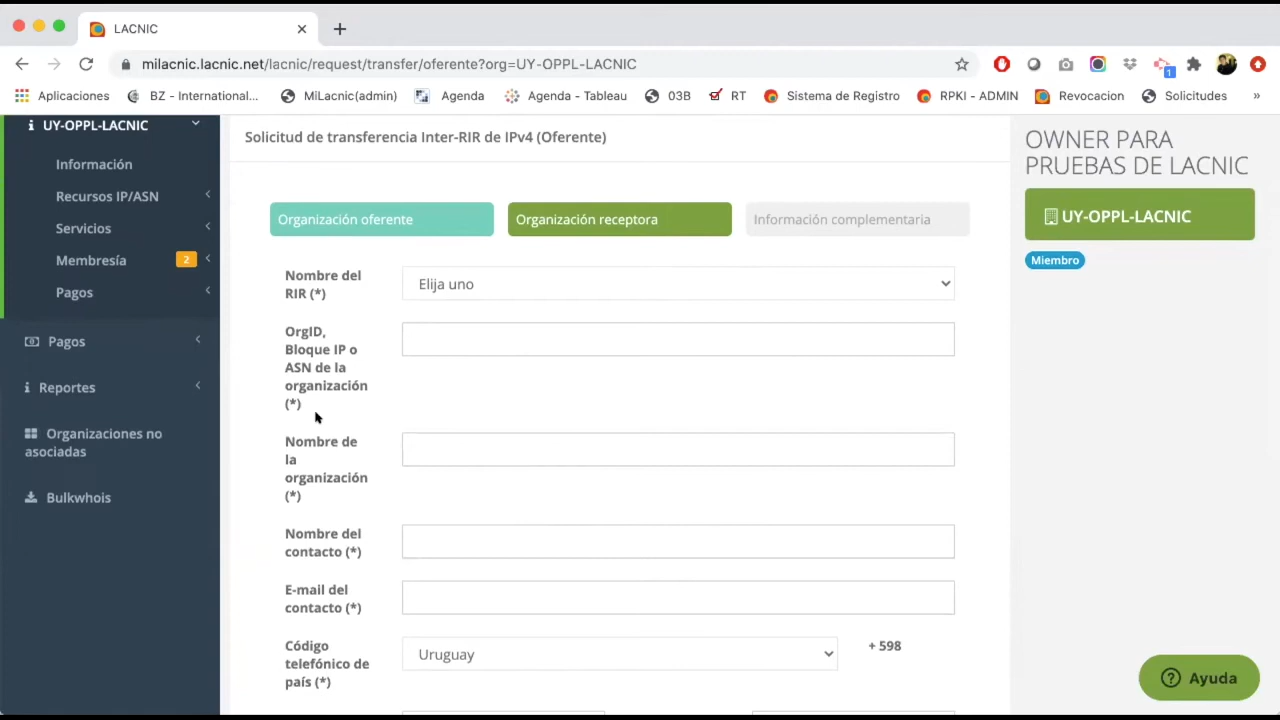 LACNIC
milacnic.lacnic.net/lacnic/request/transfer/oferente?org=UY-OPPL-LACNIC
1
Aplicaciones
BZ - International...
MiLacnic(admin)
Agenda
Agenda - Tableau
03B
RT
Sistema de Registro
RPKI - ADMIN
Revocacion
Solicitudes
»
UY-OPPL-LACNIC
Información
Recursos IP/ASN
Servicios
Membresía
2
Pagos
Pagos
Reportes
Organizaciones no
asociadas
Bulkwhois
Solicitud de transferencia Inter-RIR de IPv4 (Oferente)
Organización oferente
Organización receptora
Información complementaria
Nombre del
RIR (*)
Elija uno
OrgID,
Bloque IP o
ASN de la
organización
(*)
Nombre de
la
organización
(*)
Nombre del
contacto (*)
E-mail del
contacto (*)
Código
telefónico de
país (*)
Uruguay
+ 598
OWNER PARA
PRUEBAS DE LACNIC
UY-OPPL-LACNIC
Miembro
Ayuda